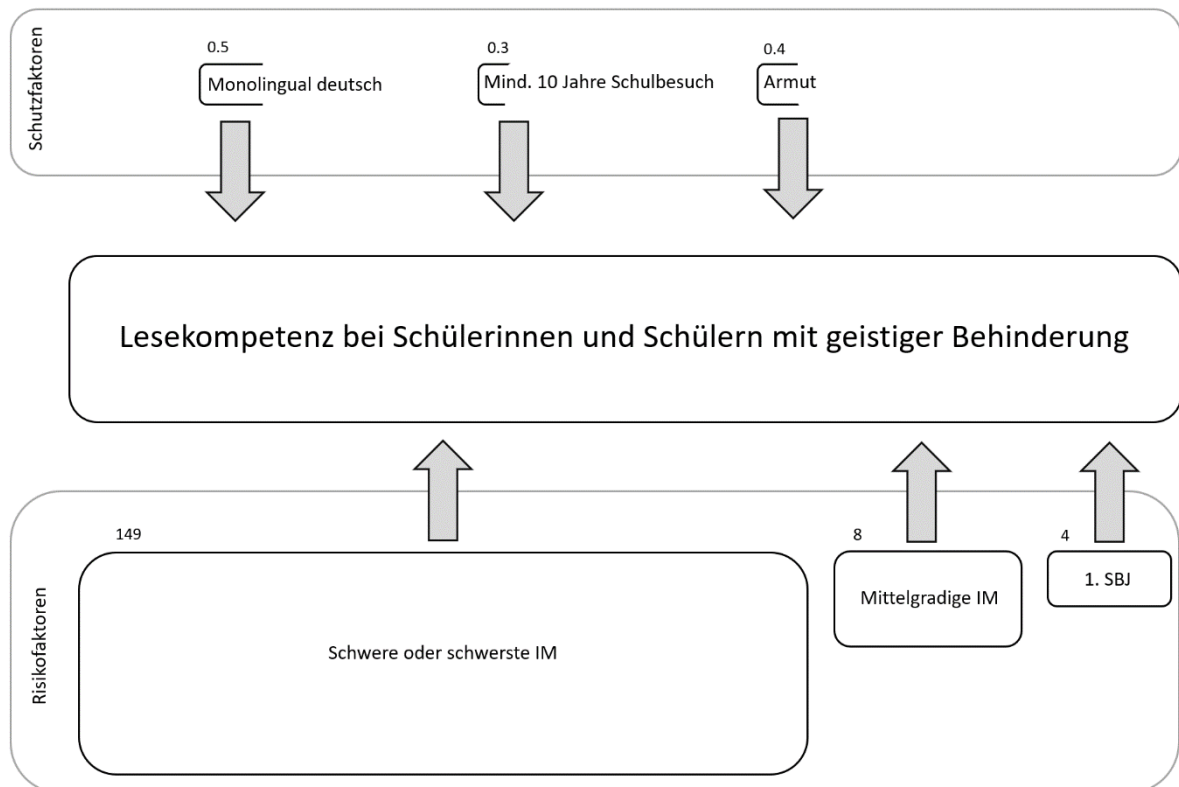 Schutzfaktoren
0.5
Monolingual deutsch
0.3
Mind. 10 Jahre Schulbesuch
0.4
Armut
Lesekompetenz bei Schülerinnen und Schülern mit geistiger Behinderung
Risikofaktoren
149
Schwere oder schwerste IM
8
Mittelgradige IM
4
1. SBJ